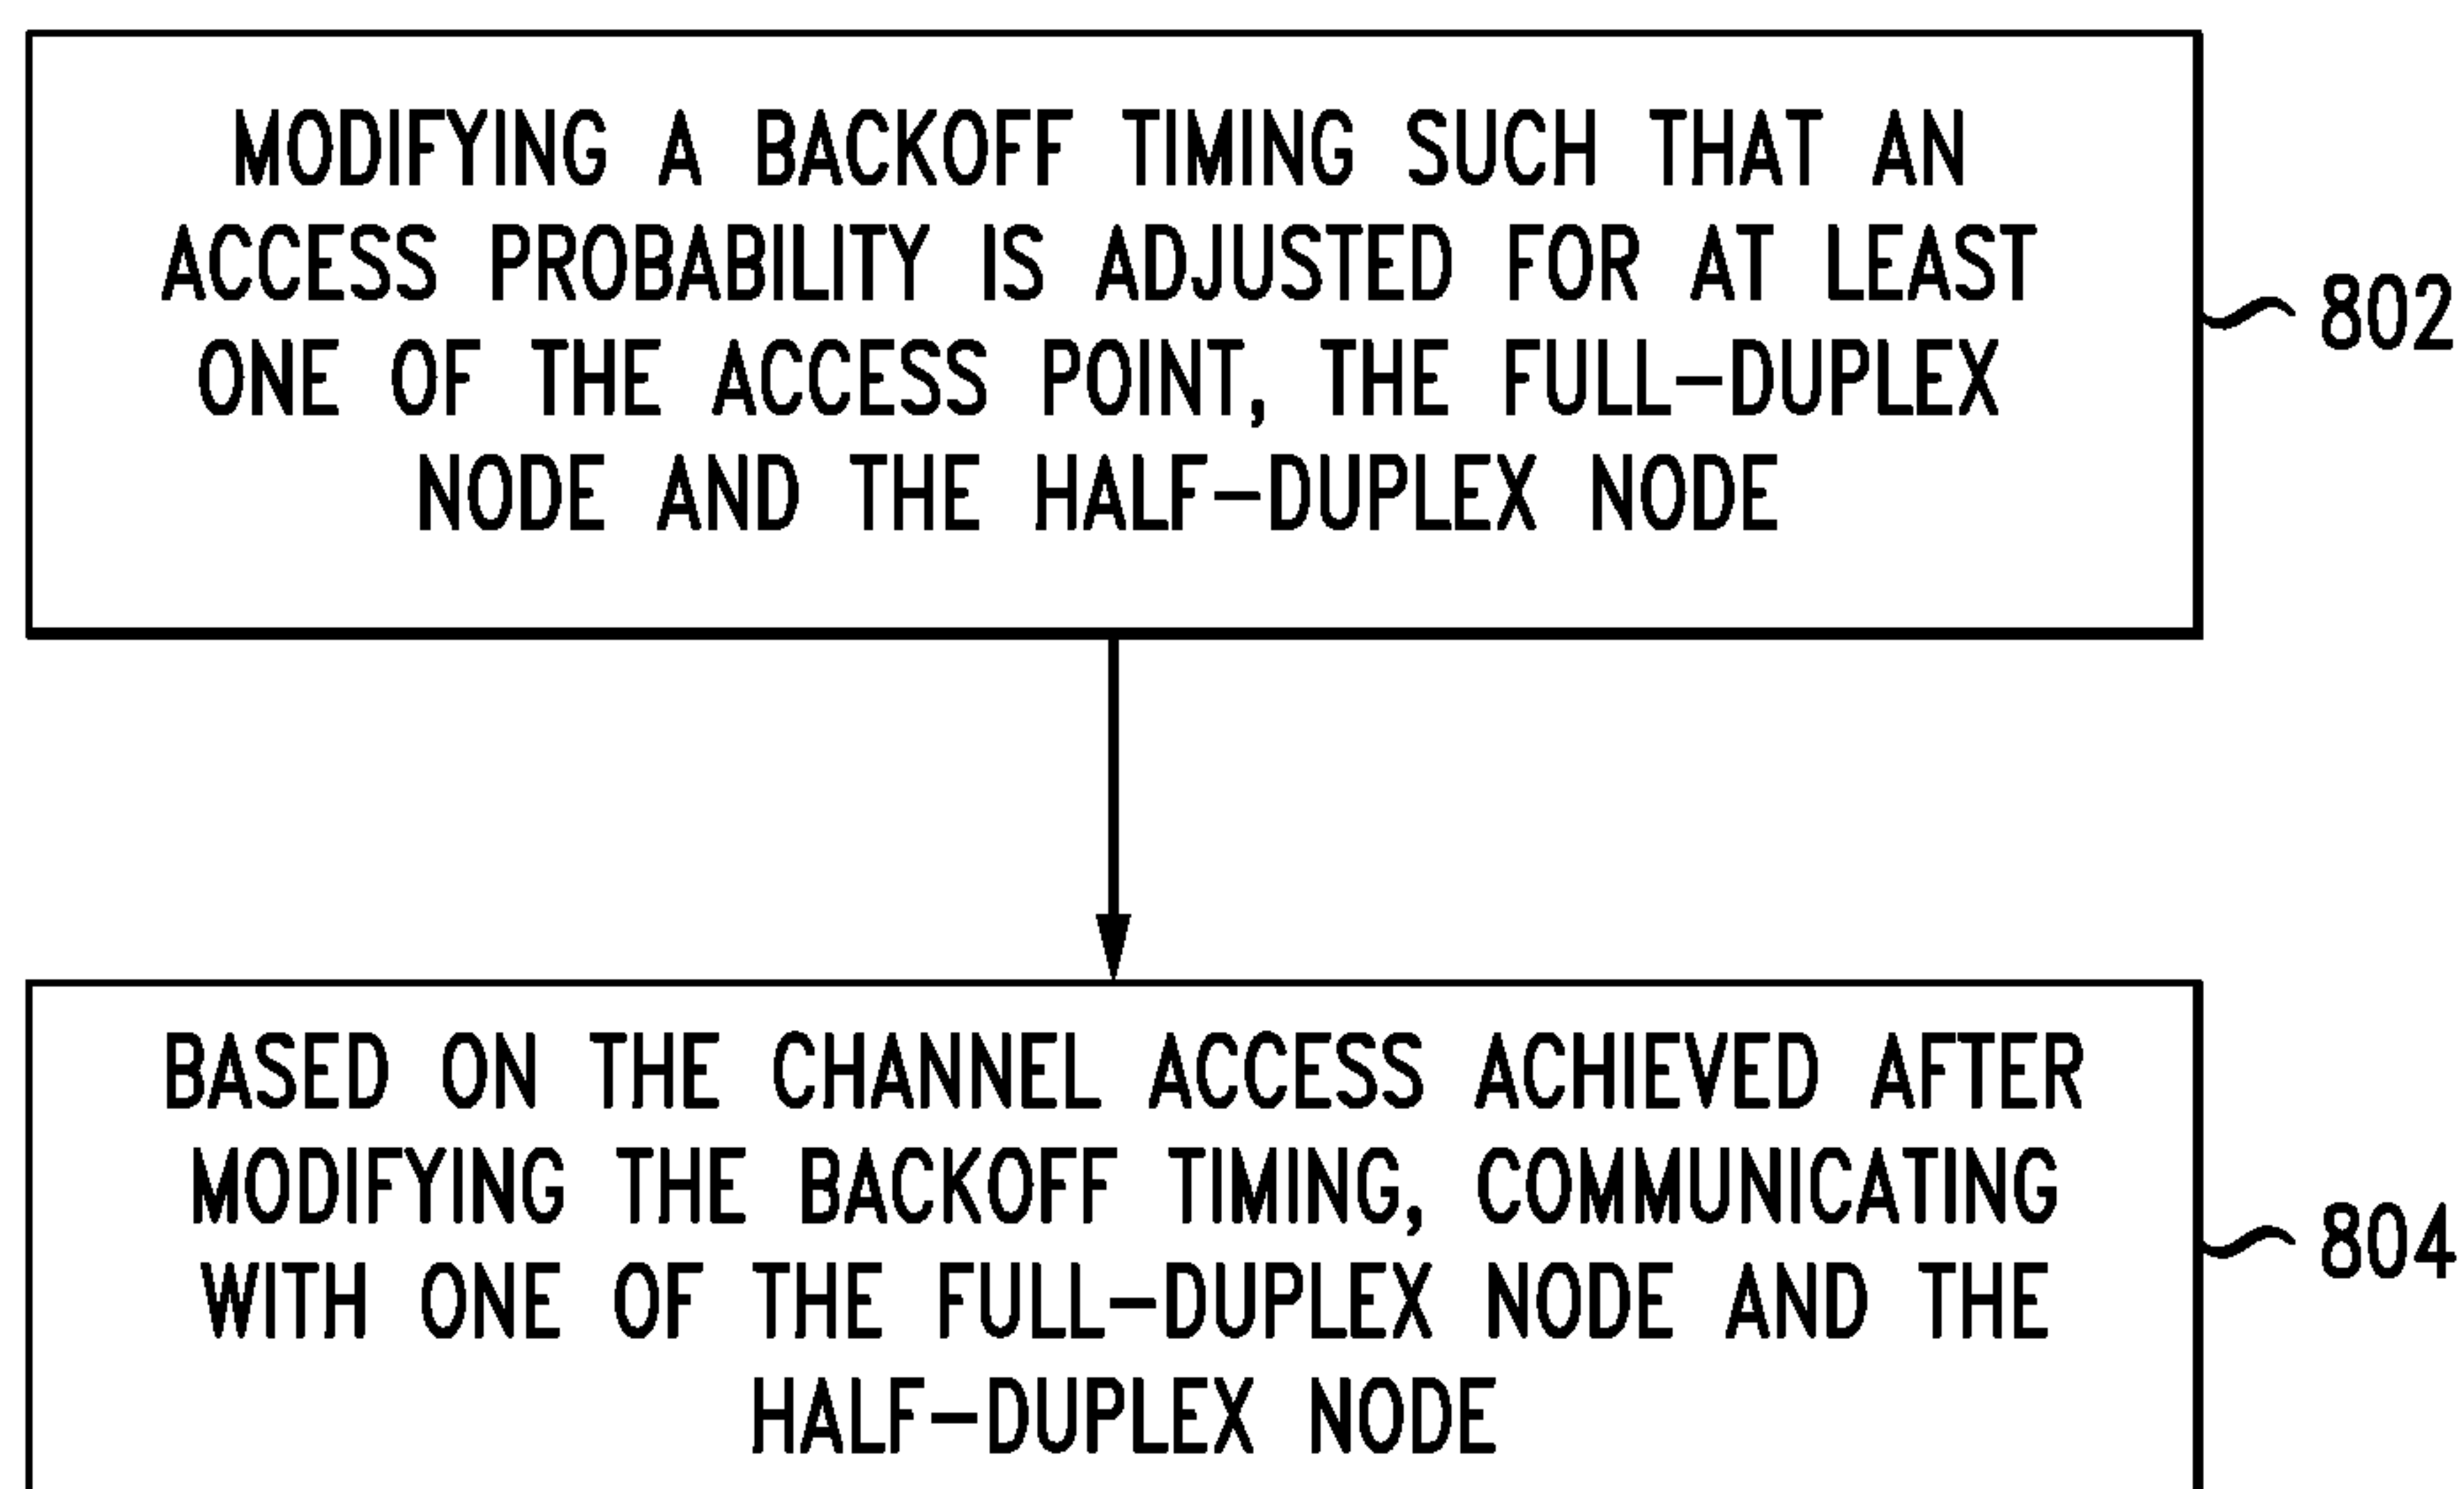 MODIFYING A BACKOFF TIMING SUCH THAT AN
ACCESS PROBABILITY IS ADJUSTED FOR AT LEAST
ONE OF THE ACCESS POINT, THE FULL-DUPLEX
NODE AND THE HALF-DUPLEX NODE
802
BASED ON THE CHANNEL ACCESS ACHIEVED AFTER
MODIFYING THE BACKOFF TIMING, COMMUNICATING
WITH ONE OF THE FULL-DUPLEX NODE AND THE
HALF-DUPLEX NODE
804